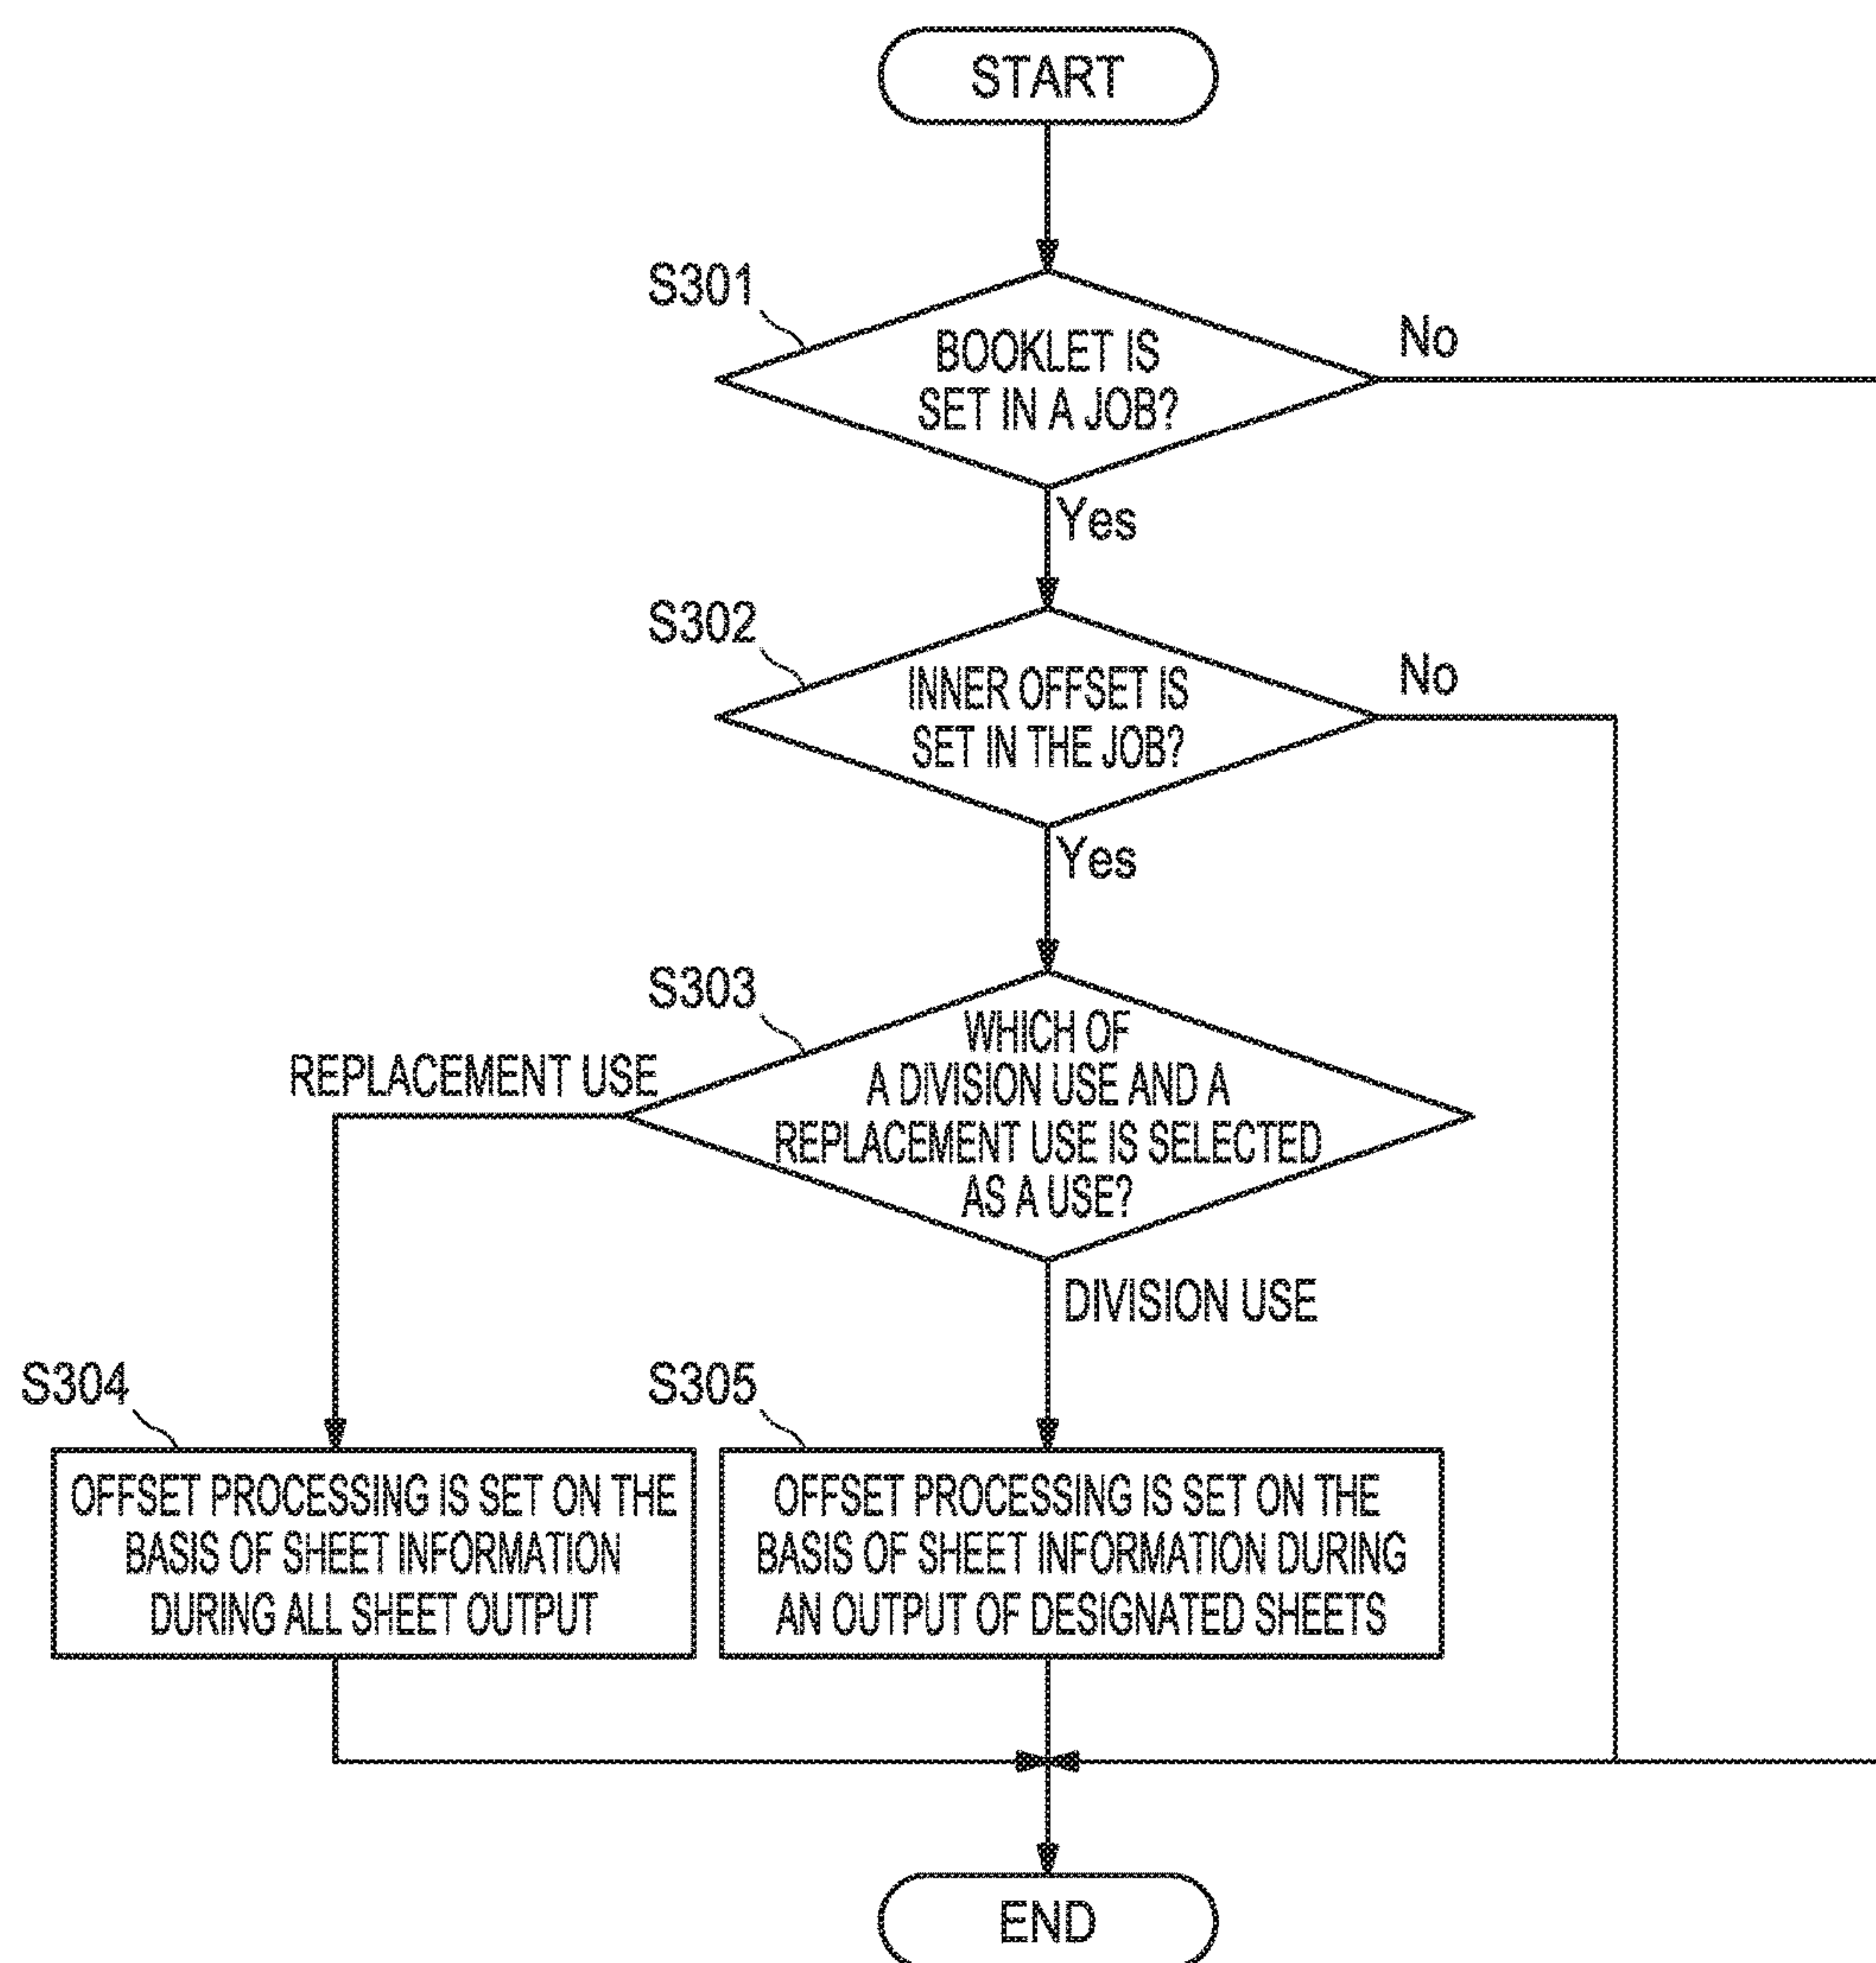 START
S301
BOOKLET IS
SET IN A JOB?
No
Yes
S302
INNER OFFSET IS
SET IN THE JOB?
No
Yes
S303
WHICH OF
A DIVISION USE AND A
REPLACEMENT USE IS SELECTED
AS A USE?
REPLACEMENT USE
DIVISION USE
S304
OFFSET PROCESSING IS SET ON THE
BASIS OF SHEET INFORMATION
DURING ALL SHEET OUTPUT
S305
OFFSET PROCESSING IS SET ON THE
BASIS OF SHEET INFORMATION DURING
AN OUTPUT OF DESIGNATED SHEETS
END